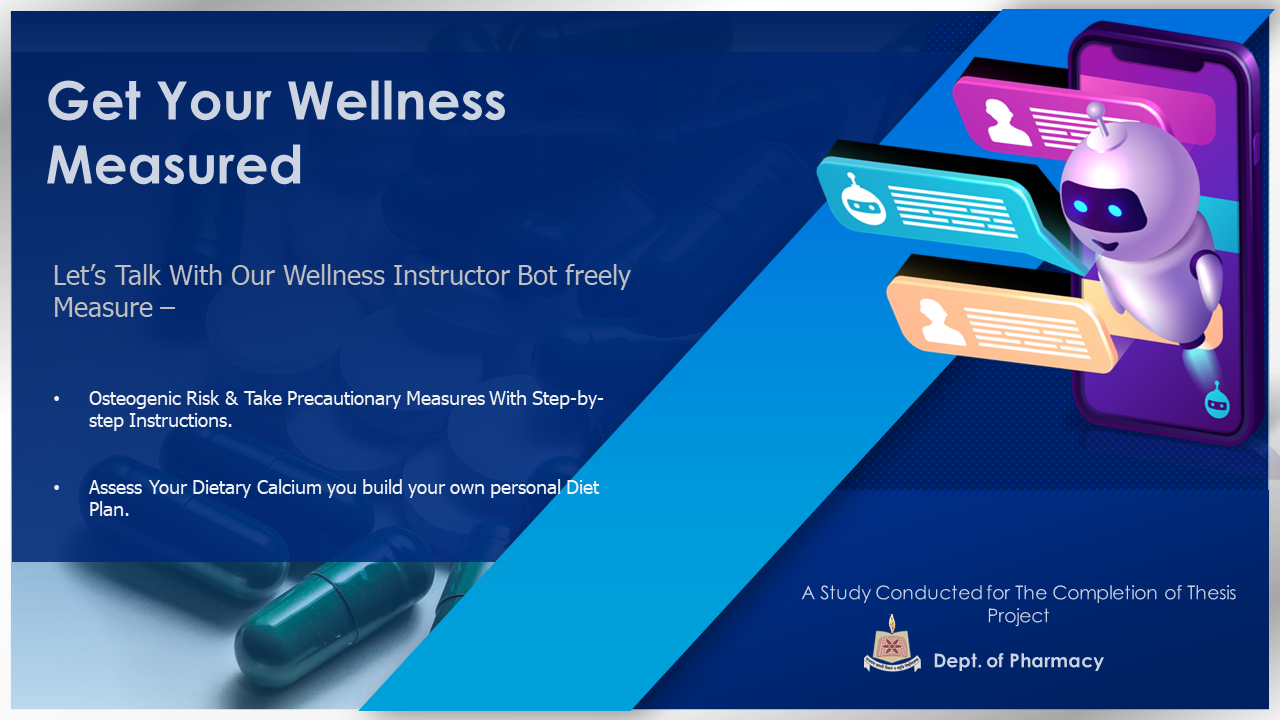 Get Your Wellness
Measured
Let’s Talk With Our Wellness Instructor Bot freely
Measure –
• Osteogenic Risk & Take Precautionary Measures With Step-by-
step Instructions.
• Assess Your Dietary Calcium you build your own personal Diet
Plan.
A Study Conducted for The Completion of Thesis
Project
Dept. of Pharmacy